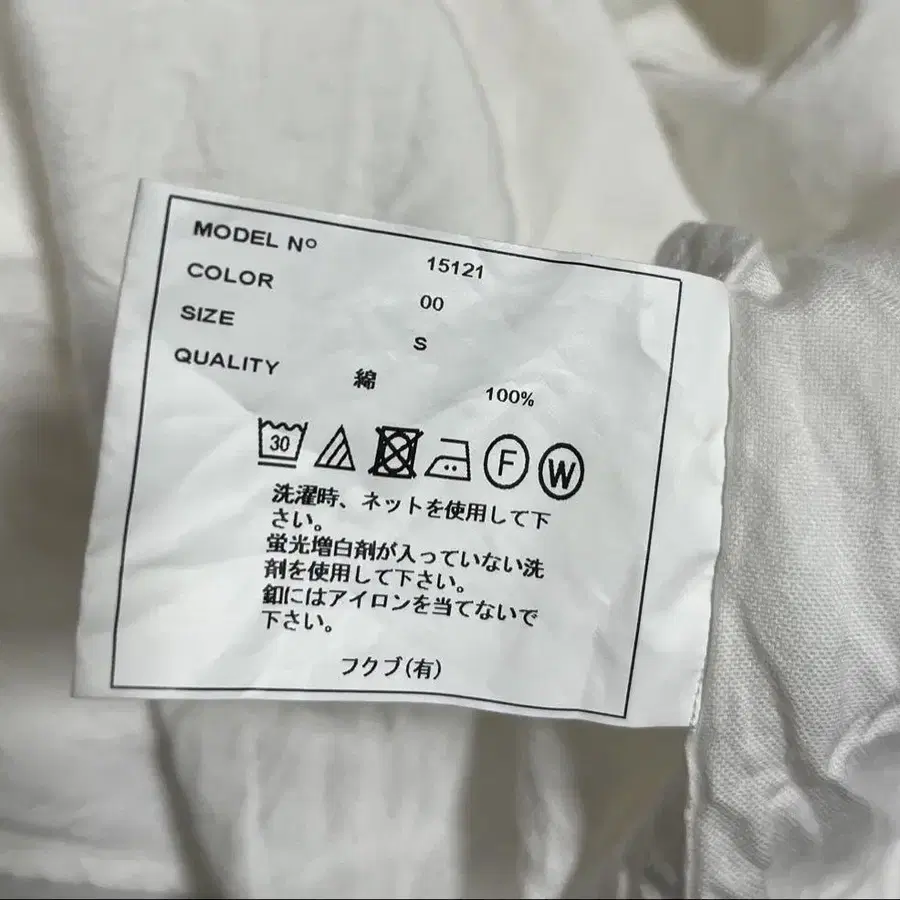 MODEL Nº 15121
COLOR 00
SIZE S
QUALITY 綿 100%
30 F W
洗濯時、ネットを使用して下
さい。
蛍光増白剤が入っていない洗
剤を使用して下さい。
釦にはアイロンを当てないで
下さい。
フクブ(有)